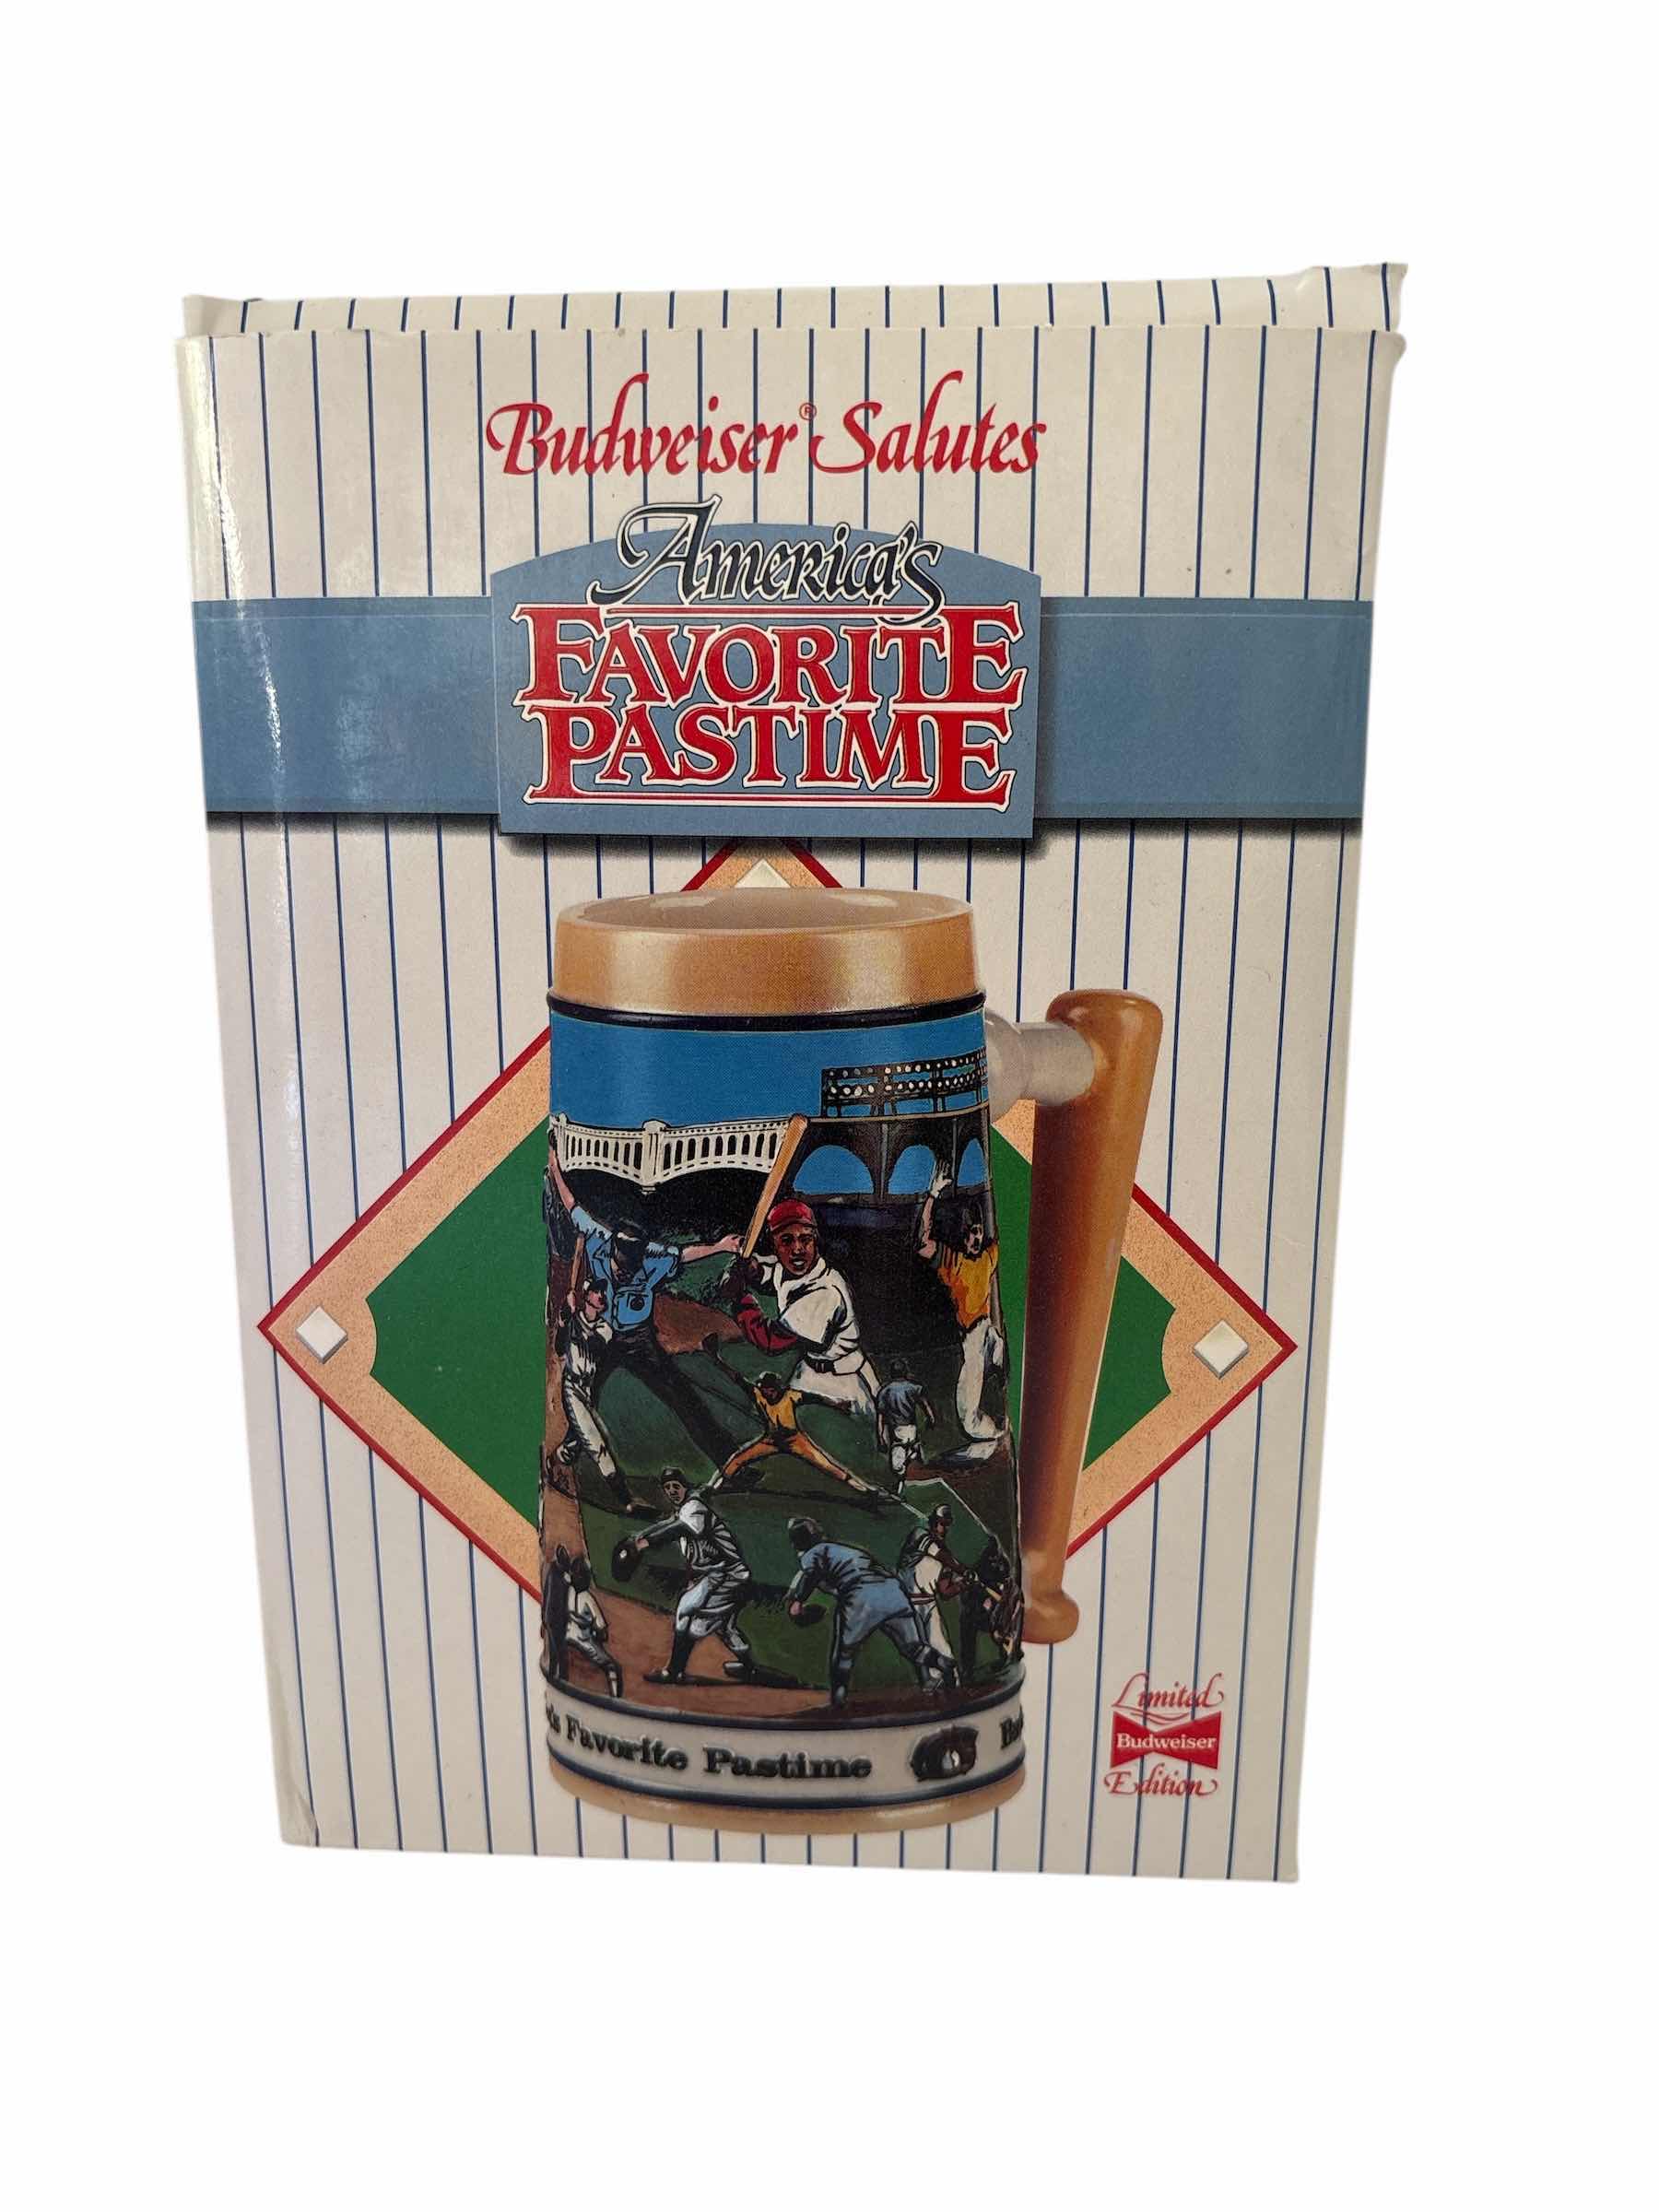 Budweiser® Salutes
America's
FAVORITE
PASTIME
Favorite Pastime
Limited
Budweiser
Edition